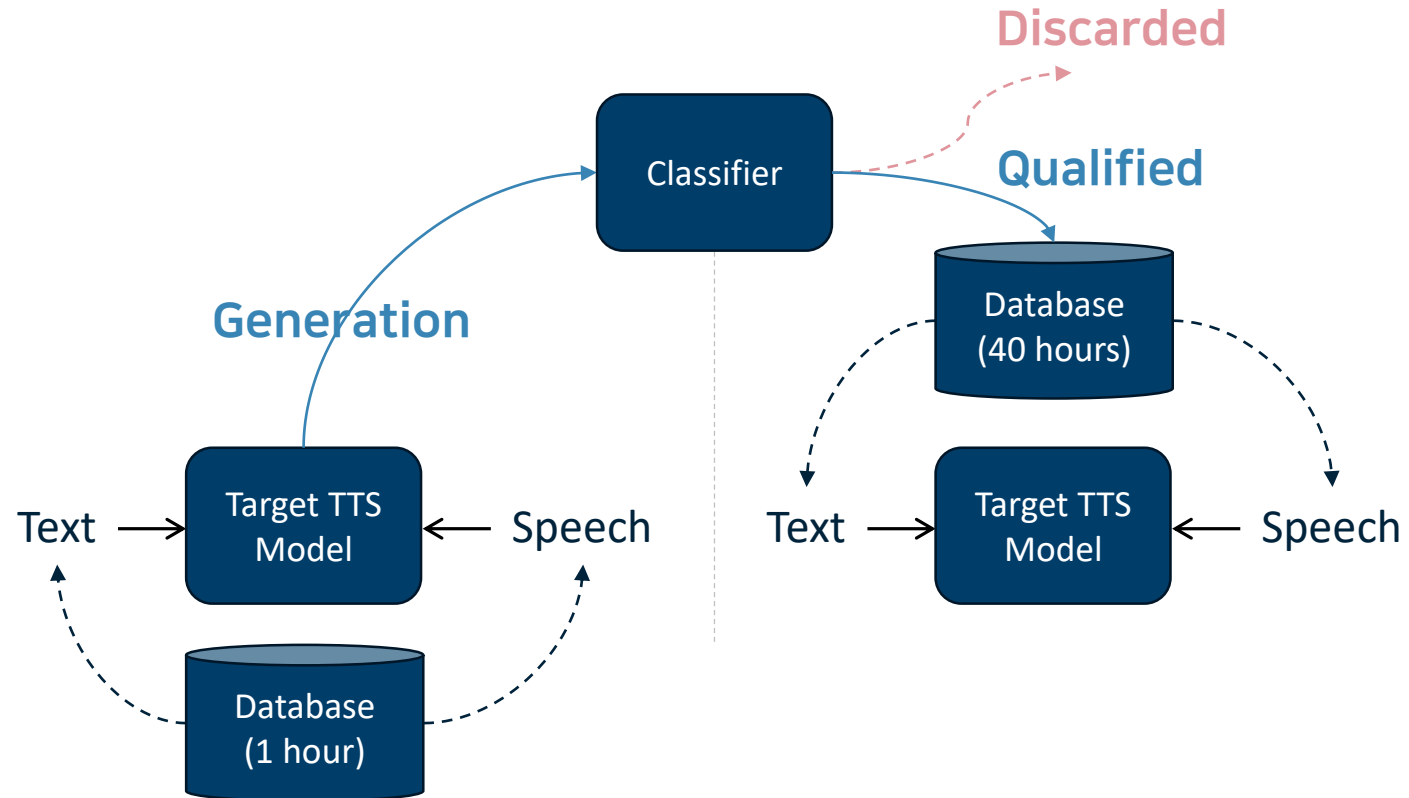 Discarded
Classifier
Qualified
Generation
Database
(40 hours)
Text
Target TTS
Model
Speech
Text
Target TTS
Model
Speech
Database
(1 hour)